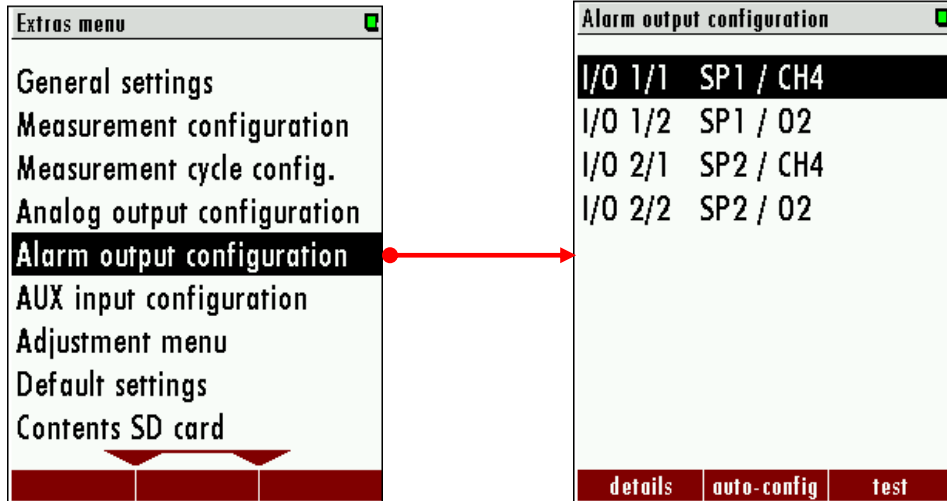 Extras menu
General settings
Measurement configuration
Measurement cycle config.
Analog output configuration
Alarm output configuration
AUX input configuration
Adjustment menu
Default settings
Contents SD card
Alarm output configuration
I/O 1/1 SP1 / CH4
I/O 1/2 SP1 / O2
I/O 2/1 SP2 / CH4
I/O 2/2 SP2 / O2
details auto-config test